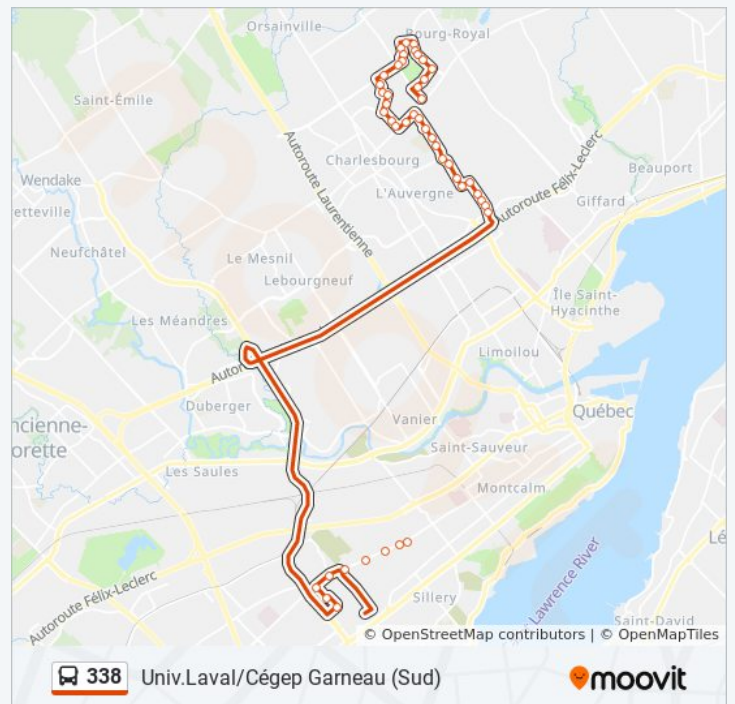 Orsainville
Bourg-Royal
Saint-Émile
Autoroute Laurentienne
Charlesbourg
Autoroute Félix-Leclerc
Beauport
Wendake
L'Auvergne
Giffard
etteville
Neufchâtel
Le Mesnil
Lebourgneuf
Île Saint-
Hyacinthe
Les Méandres
Limoilou
Autor
Duberger
Vanier
Québec
ncienne-
orette
Saint-Sauveur
Les Saules
Montcalm
Lé
Autoroute Félix-Leclerc
Sillery
Lawrence River
Saint-David
© OpenStreetMap contributors | © OpenMapTiles
338 Univ.Laval/Cégep Garneau (Sud)
moovit